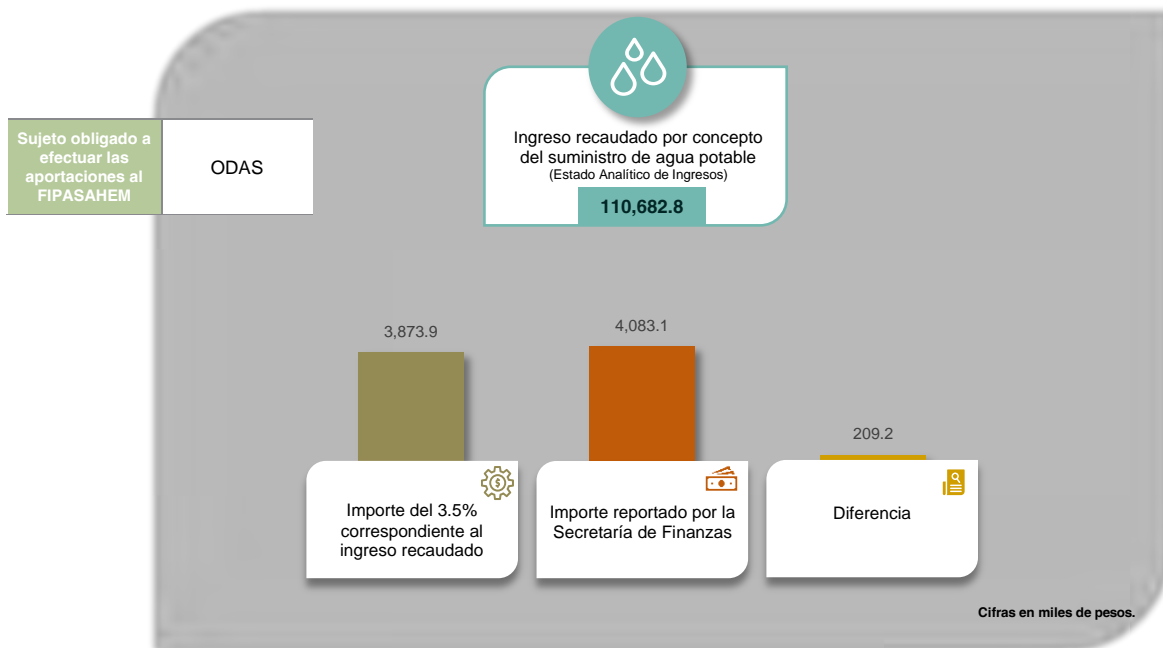 Ingreso recaudado por concepto
del suministro de agua potable
(Estado Analítico de Ingresos)
110,682.8
Sujeto obligado a
efectuar las
aportaciones al
FIPASAHEM
ODAS
3,873.9
4,083.1
209.2
Importe del 3.5%
correspondiente al
ingreso recaudado
Importe reportado por la
Secretaría de Finanzas
Diferencia
Cifras en miles de pesos.